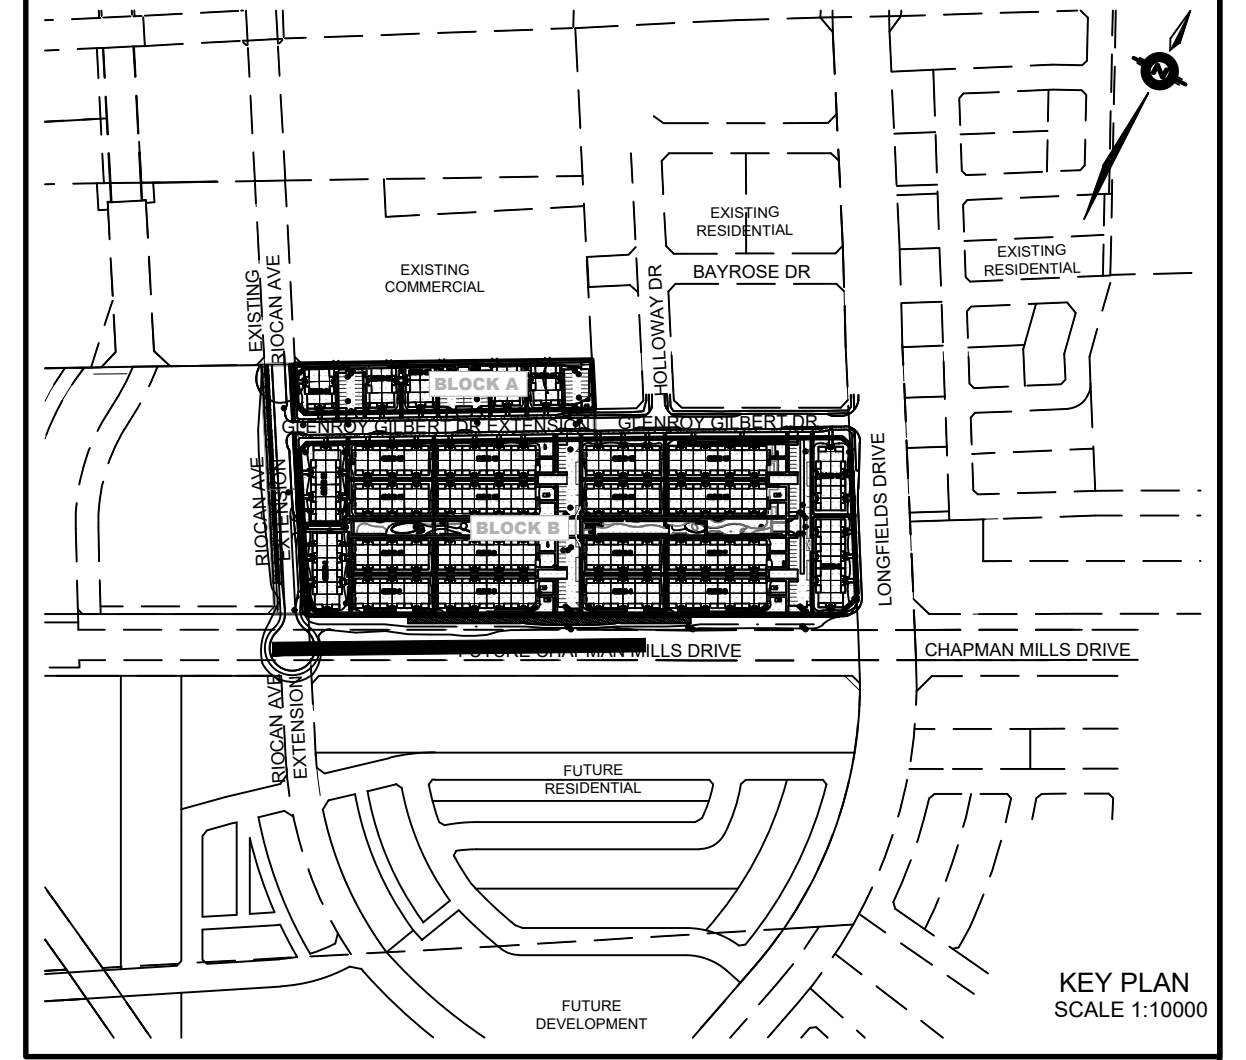 EXISTING
RESIDENTIAL
EXISTING
RESIDENTIAL
EXISTING
COMMERCIAL
BAYROSE DR
HOLLOWAY DR
EXISTING
RIOCAN AVE
BLOCK A
GLENROY GILBERT DR EXTENSION
GLENROY GILBERT DR
RIOCAN AVE
EXTENSION
BLOCK B
LONGFIELDS DRIVE
FUTURE CHAPMAN MILLS DRIVE
CHAPMAN MILLS DRIVE
RIOCAN AVE
EXTENSION
FUTURE
RESIDENTIAL
FUTURE
DEVELOPMENT
KEY PLAN
SCALE 1:10000
N